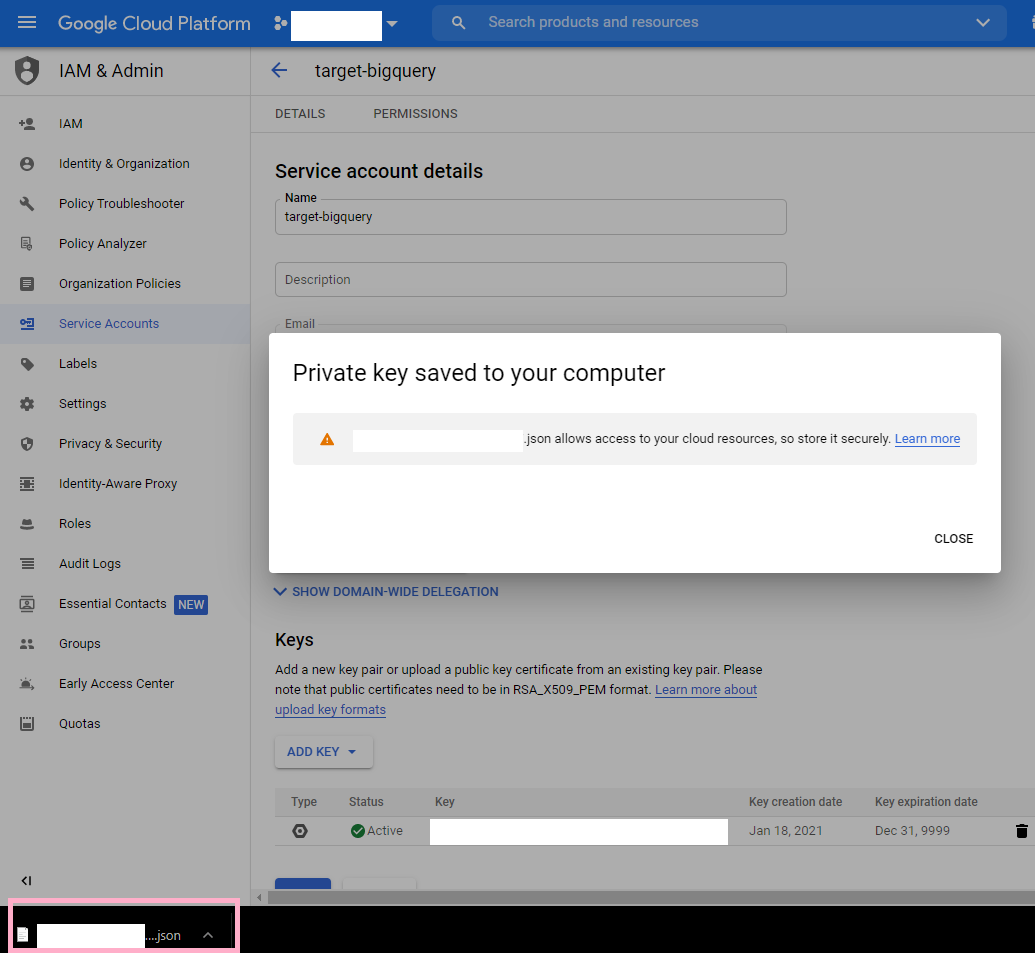 Google Cloud Platform
Search products and resources
IAM & Admin
target-bigquery
DETAILS
PERMISSIONS
IAM
Identity & Organization
Policy Troubleshooter
Policy Analyzer
Organization Policies
Service Accounts
Labels
Settings
Privacy & Security
Identity-Aware Proxy
Roles
Audit Logs
Essential Contacts NEW
Groups
Early Access Center
Quotas
Service account details
Name
target-bigquery
Description
Email
Private key saved to your computer
.json allows access to your cloud resources, so store it securely. Learn more
CLOSE
SHOW DOMAIN-WIDE DELEGATION
Keys
Add a new key pair or upload a public key certificate from an existing key pair. Please
note that public certificates need to be in RSA_X509_PEM format. Learn more about
upload key formats
ADD KEY
Type Status Key Key creation date Key expiration date
Active Jan 18, 2021 Dec 31, 9999
....json